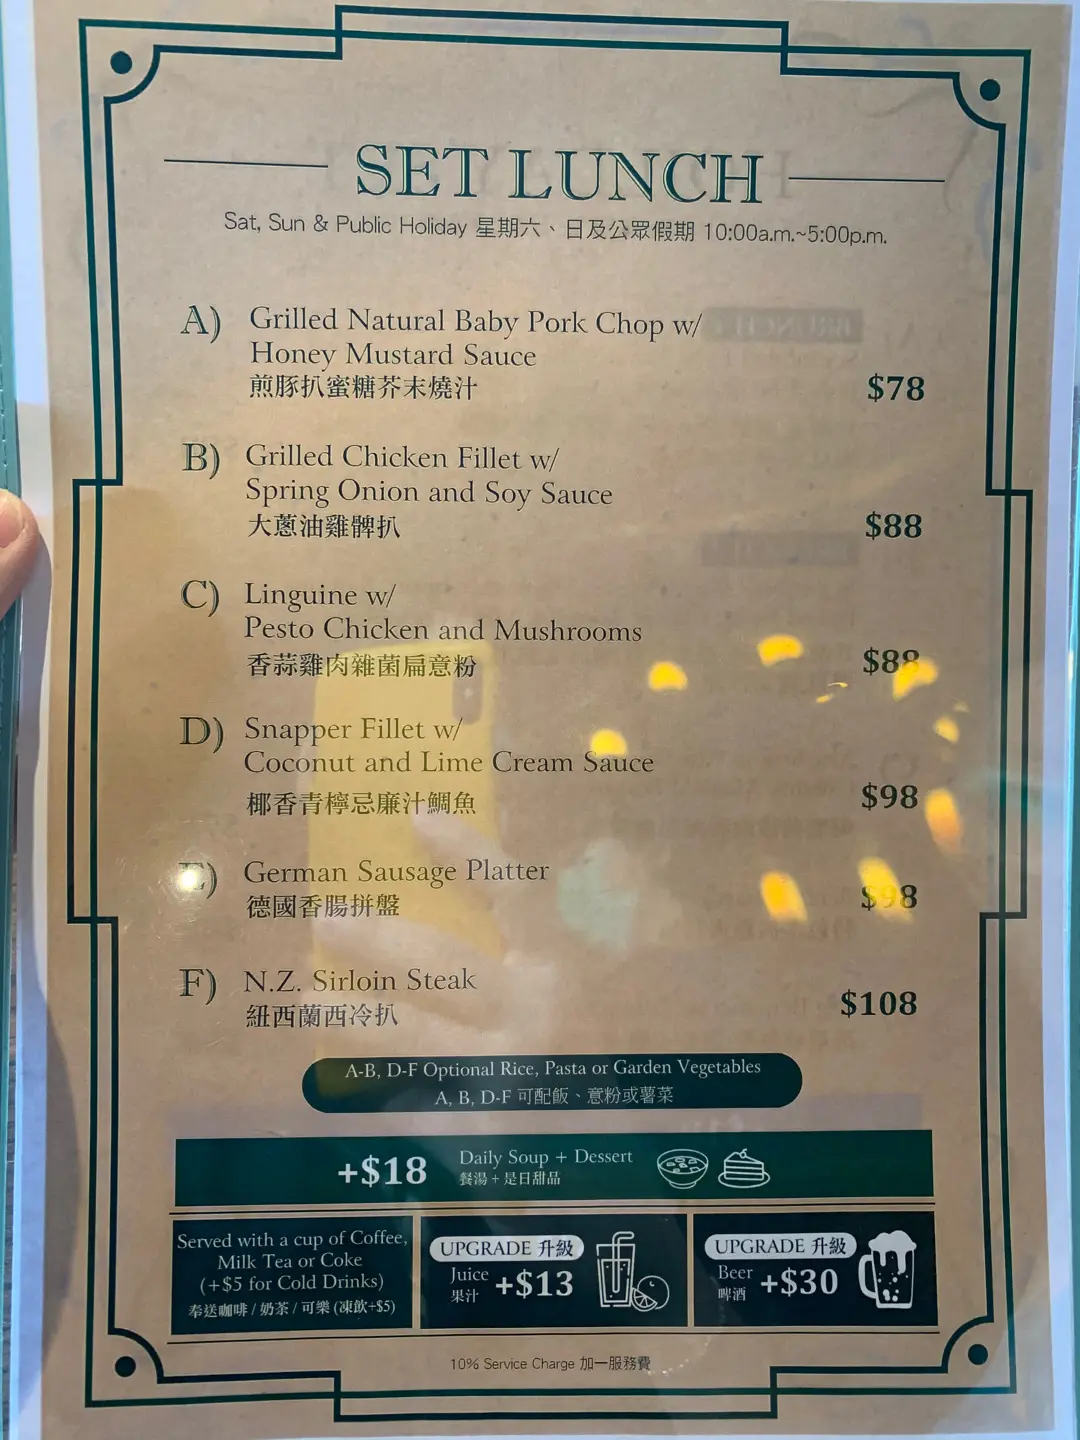 SET LUNCH
Sat, Sun & Public Holiday 星期六、日及公眾假期 10:00a.m.~5:00p.m.
A) Grilled Natural Baby Pork Chop w/
Honey Mustard Sauce
煎豚扒蜜糖芥末燒汁 $78
B) Grilled Chicken Fillet w/
Spring Onion and Soy Sauce
大蔥油雞髀扒 $88
C) Linguine w/
Pesto Chicken and Mushrooms
香蒜雞肉雜菌扁意粉 $88
D) Snapper Fillet w/
Coconut and Lime Cream Sauce
椰香青檸忌廉汁鯛魚 $98
E) German Sausage Platter
德國香腸拼盤 $98
F) N.Z. Sirloin Steak
紐西蘭西冷扒 $108
A-B, D-F Optional Rice, Pasta or Garden Vegetables
A, B, D-F 可配飯、意粉或薯菜
+$18 Daily Soup + Dessert
餐湯 + 是日甜品
Served with a cup of Coffee,
Milk Tea or Coke
(+$5 for Cold Drinks)
奉送咖啡 / 奶茶 / 可樂 (凍飲+$5)
UPGRADE 升級
Juice +$13
果汁
UPGRADE 升級
Beer +$30
啤酒
10% Service Charge 加一服務費